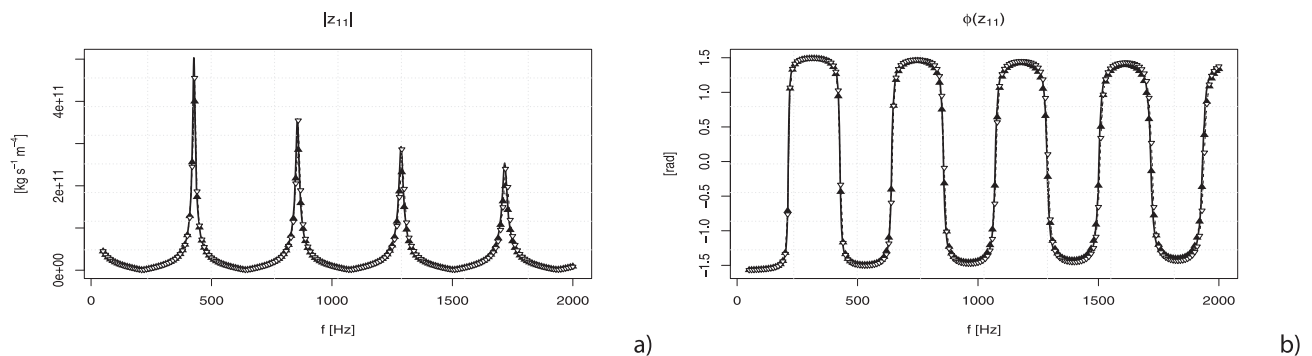 |z₁₁|
[kg s⁻¹ m⁻⁴]
4e+11
2e+11
0e+00
0 500 1000 1500 2000
f [Hz]
a)
ϕ(z₁₁)
[rad]
1.5
1.0
0.5
0.0
−0.5
−1.0
−1.5
0 500 1000 1500 2000
f [Hz]
b)